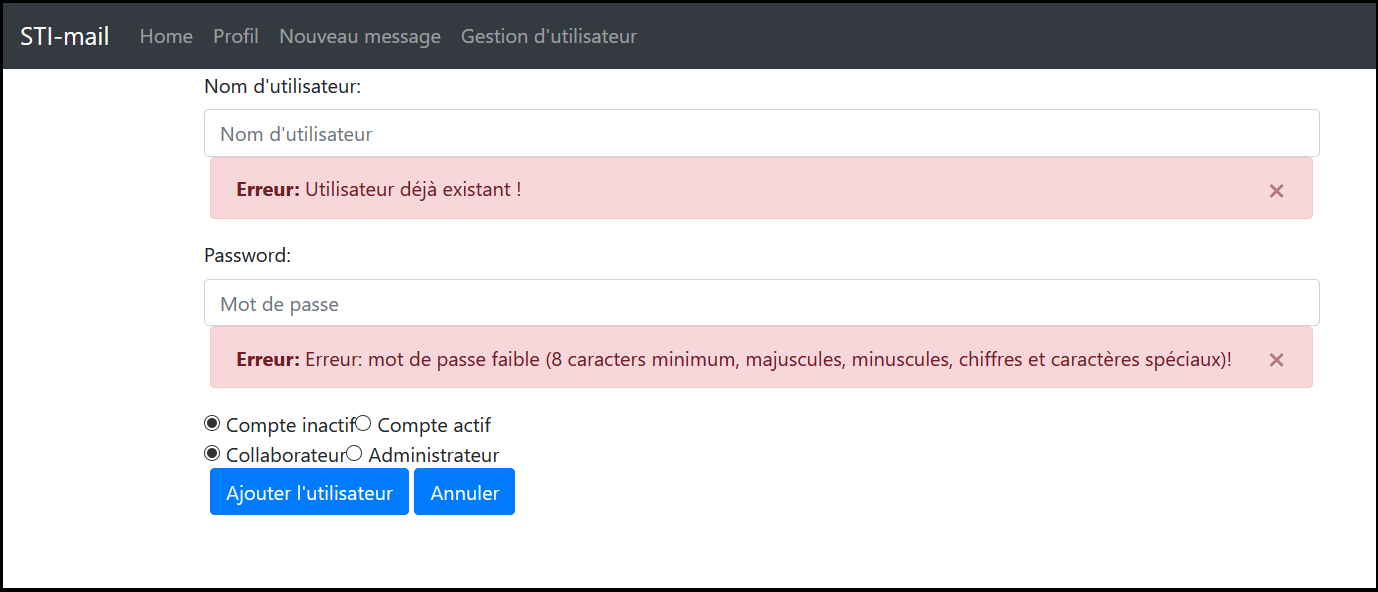 STI-mail Home Profil Nouveau message Gestion d'utilisateur
Nom d'utilisateur:
Nom d'utilisateur
Erreur: Utilisateur déjà existant ! ×
Password:
Mot de passe
Erreur: Erreur: mot de passe faible (8 caracters minimum, majuscules, minuscules, chiffres et caractères spéciaux)! ×
Compte inactif Compte actif
Collaborateur Administrateur
Ajouter l'utilisateur Annuler